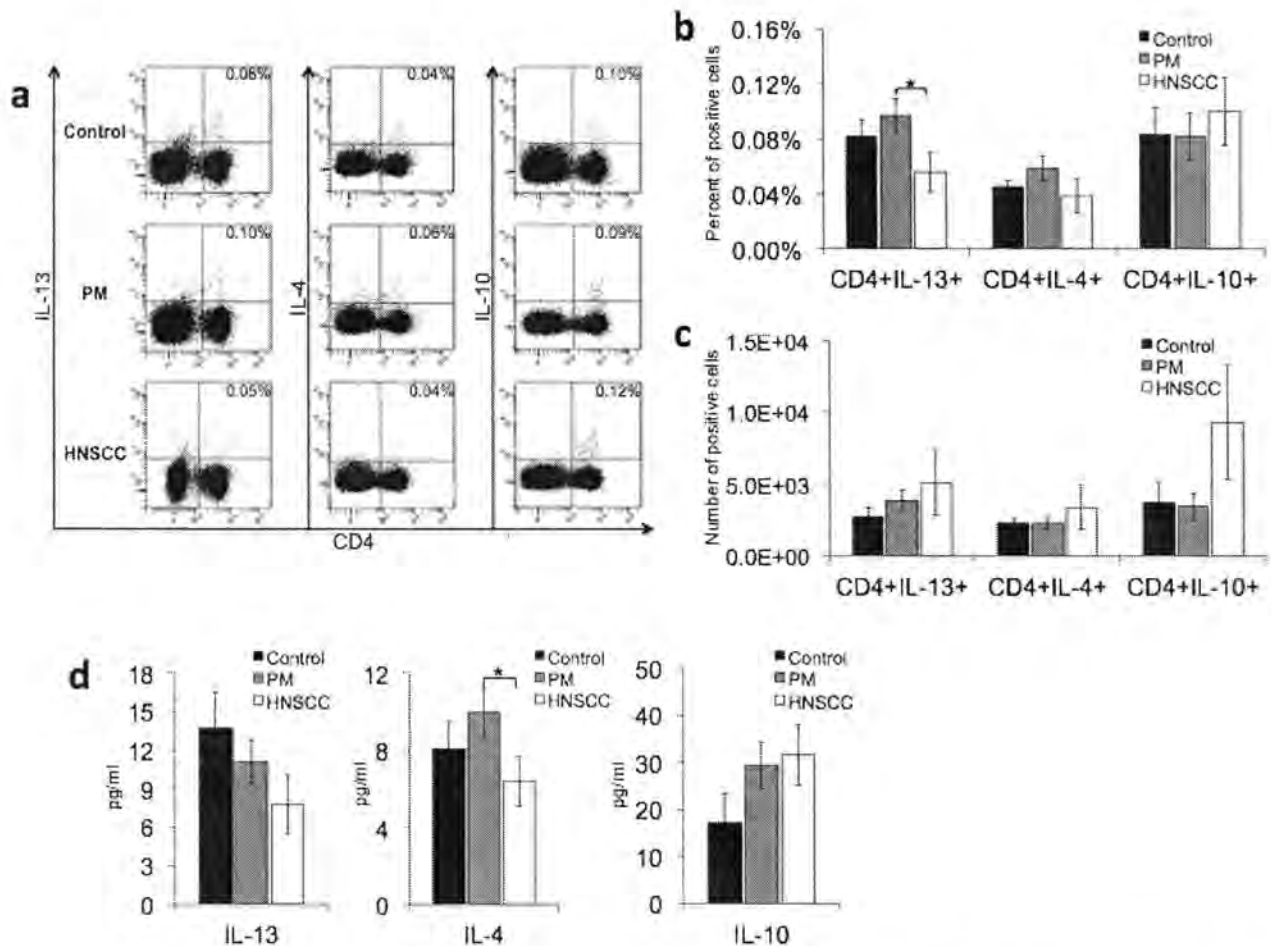 a
IL-13
IL-4
IL-10
Control
PM
HNSCC
0.06%
0.04%
0.10%
0.10%
0.06%
0.09%
0.05%
0.04%
0.12%
CD4
b
Percent of positive cells
0.16%
0.12%
0.08%
0.04%
0.00%
Control
PM
HNSCC
*
CD4+IL-13+ CD4+IL-4+ CD4+IL-10+
c
Number of positive cells
1.5E+04
1.0E+04
5.0E+03
0.0E+00
Control
PM
HNSCC
CD4+IL-13+ CD4+IL-4+ CD4+IL-10+
d
pg/ml
18
15
12
9
6
3
0
Control
PM
HNSCC
IL-13
pg/ml
12
8
4
0
Control
PM
HNSCC
*
IL-4
pg/ml
50
40
30
20
10
0
Control
PM
HNSCC
IL-10